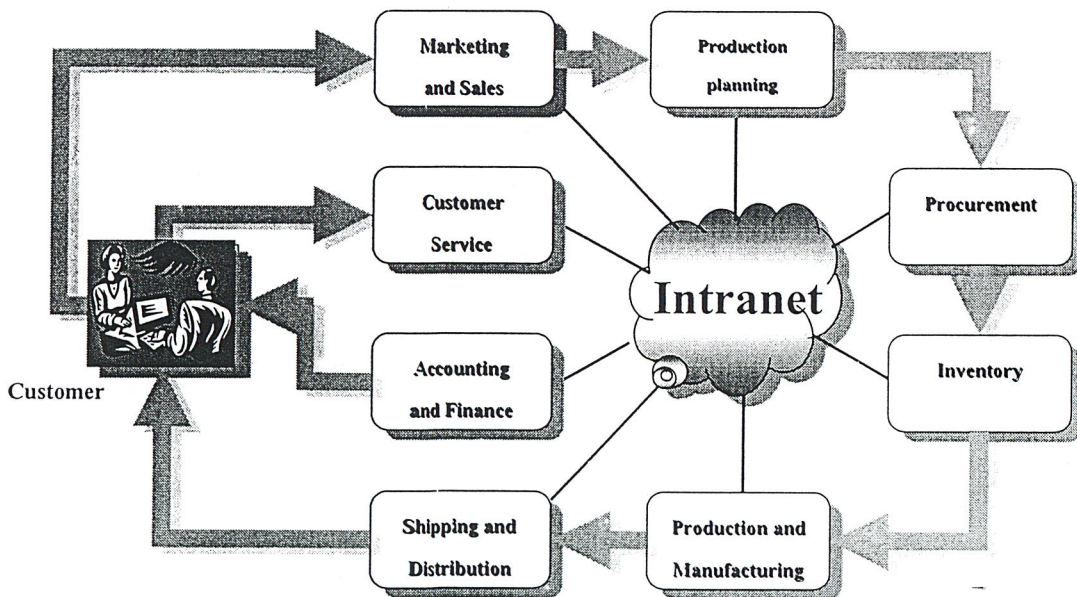 Marketing
and Sales
Production
planning
Customer
Service
Procurement
Intranet
Customer
Accounting
and Finance
Inventory
Shipping and
Distribution
Production and
Manufacturing